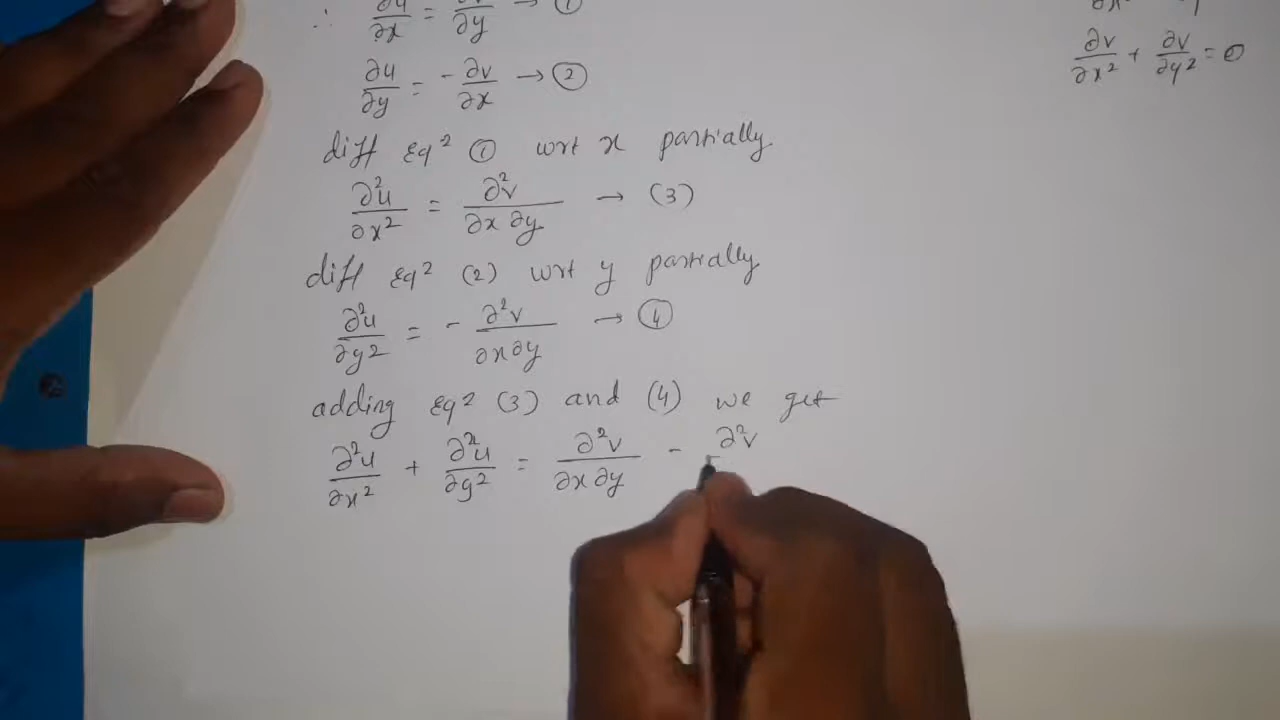 ∴ ∂u/∂x = ∂v/∂y → ①
∂u/∂y = - ∂v/∂x → ②
diff Eq² ① wrt x partially
∂²u/∂x² = ∂²v/∂x ∂y → (3)
diff Eq² (2) wrt y partially
∂²u/∂y² = - ∂²v/∂x∂y → ④
adding Eq² (3) and (4) we get
∂²u/∂x² + ∂²u/∂y² = ∂²v/∂x ∂y - ∂²v
∂v/∂x² + ∂v/∂y² = 0